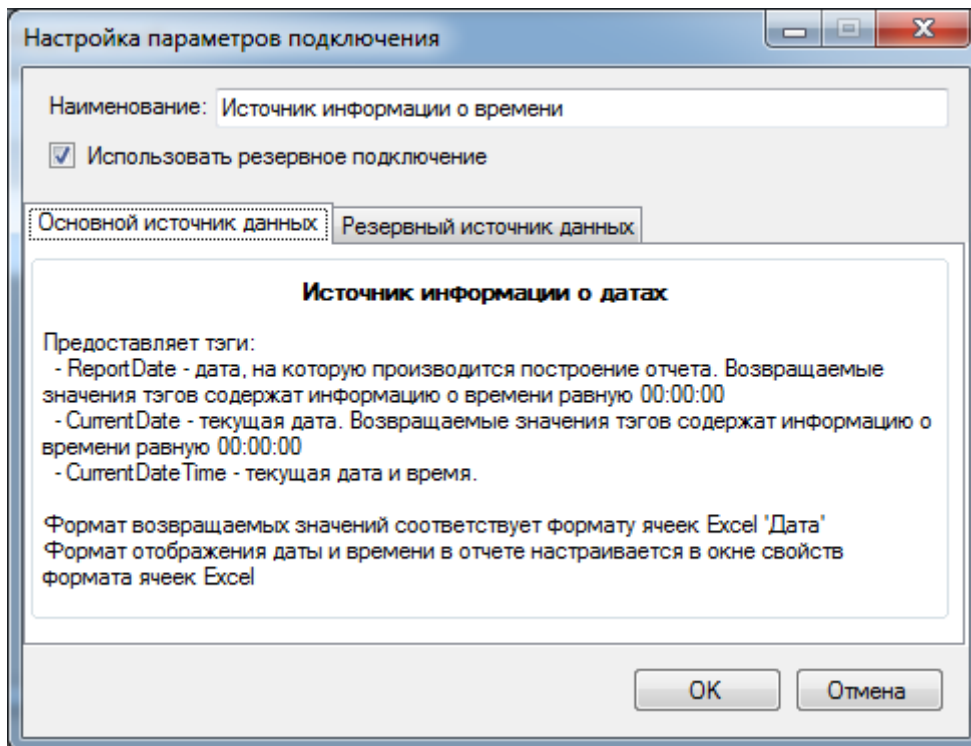 Настройка параметров подключения
Наименование: Источник информации о времени
Использовать резервное подключение
Основной источник данных Резервный источник данных
Источник информации о датах
Предоставляет тэги:
- ReportDate - дата, на которую производится построение отчета. Возвращаемые
значения тэгов содержат информацию о времени равную 00:00:00
- CurrentDate - текущая дата. Возвращаемые значения тэгов содержат информацию о
времени равную 00:00:00
- CurrentDateTime - текущая дата и время.
Формат возвращаемых значений соответствует формату ячеек Excel 'Дата'
Формат отображения даты и времени в отчете настраивается в окне свойств
формата ячеек Excel
OK Отмена